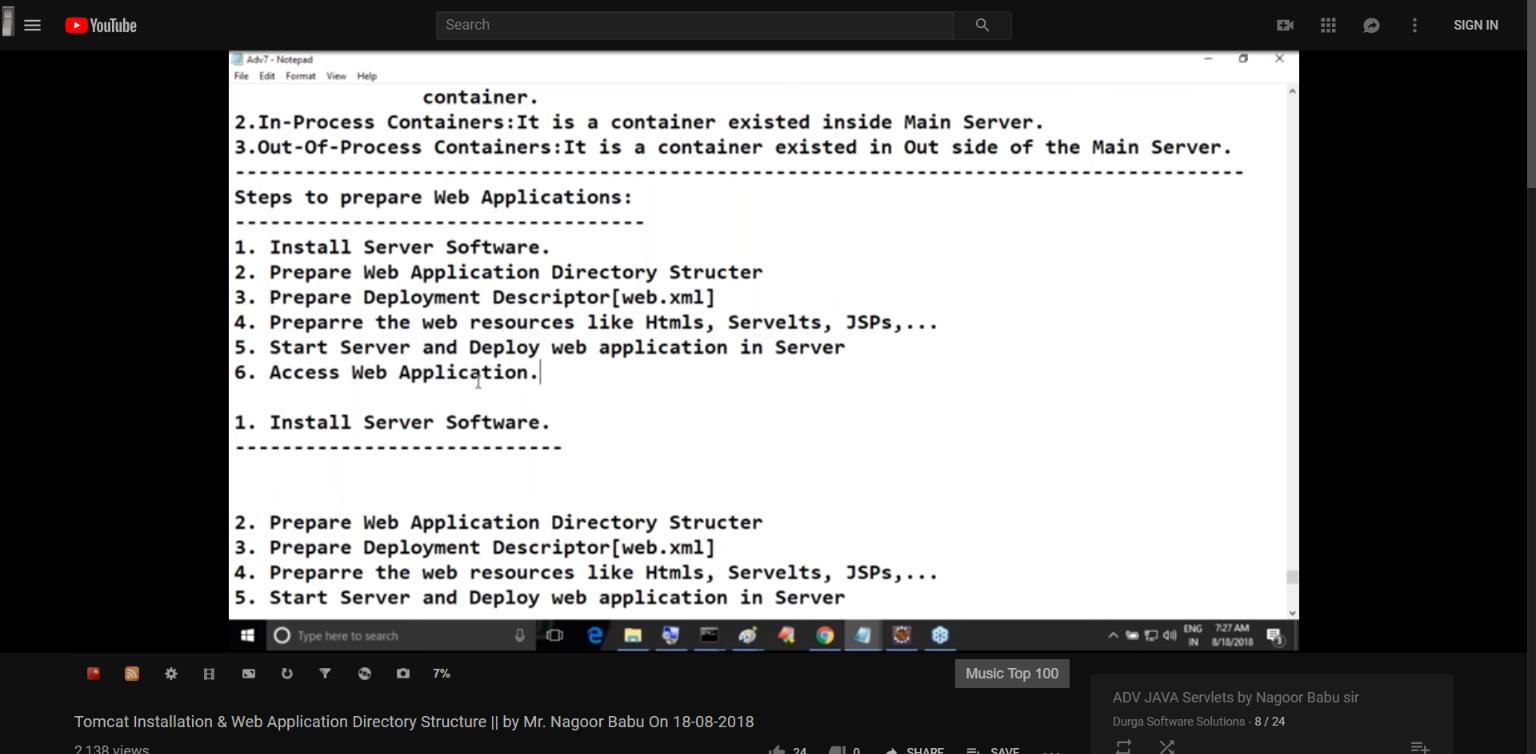 YouTube
Search
SIGN IN
Adv7 - Notepad
File Edit Format View Help
container.
2.In-Process Containers:It is a container existed inside Main Server.
3.Out-Of-Process Containers:It is a container existed in Out side of the Main Server.
--------------------------------------------------------------------------------------
Steps to prepare Web Applications:
-----------------------------------
1. Install Server Software.
2. Prepare Web Application Directory Structer
3. Prepare Deployment Descriptor[web.xml]
4. Preparre the web resources like Htmls, Servelts, JSPs,...
5. Start Server and Deploy web application in Server
6. Access Web Application.
1. Install Server Software.
----------------------------
2. Prepare Web Application Directory Structer
3. Prepare Deployment Descriptor[web.xml]
4. Preparre the web resources like Htmls, Servelts, JSPs,...
5. Start Server and Deploy web application in Server
Type here to search
ENG
IN
7:27 AM
8/18/2018
3
7%
Music Top 100
Tomcat Installation & Web Application Directory Structure || by Mr. Nagoor Babu On 18-08-2018
2,138 views
24
0
SHARE
SAVE
ADV JAVA Servlets by Nagoor Babu sir
Durga Software Solutions - 8 / 24